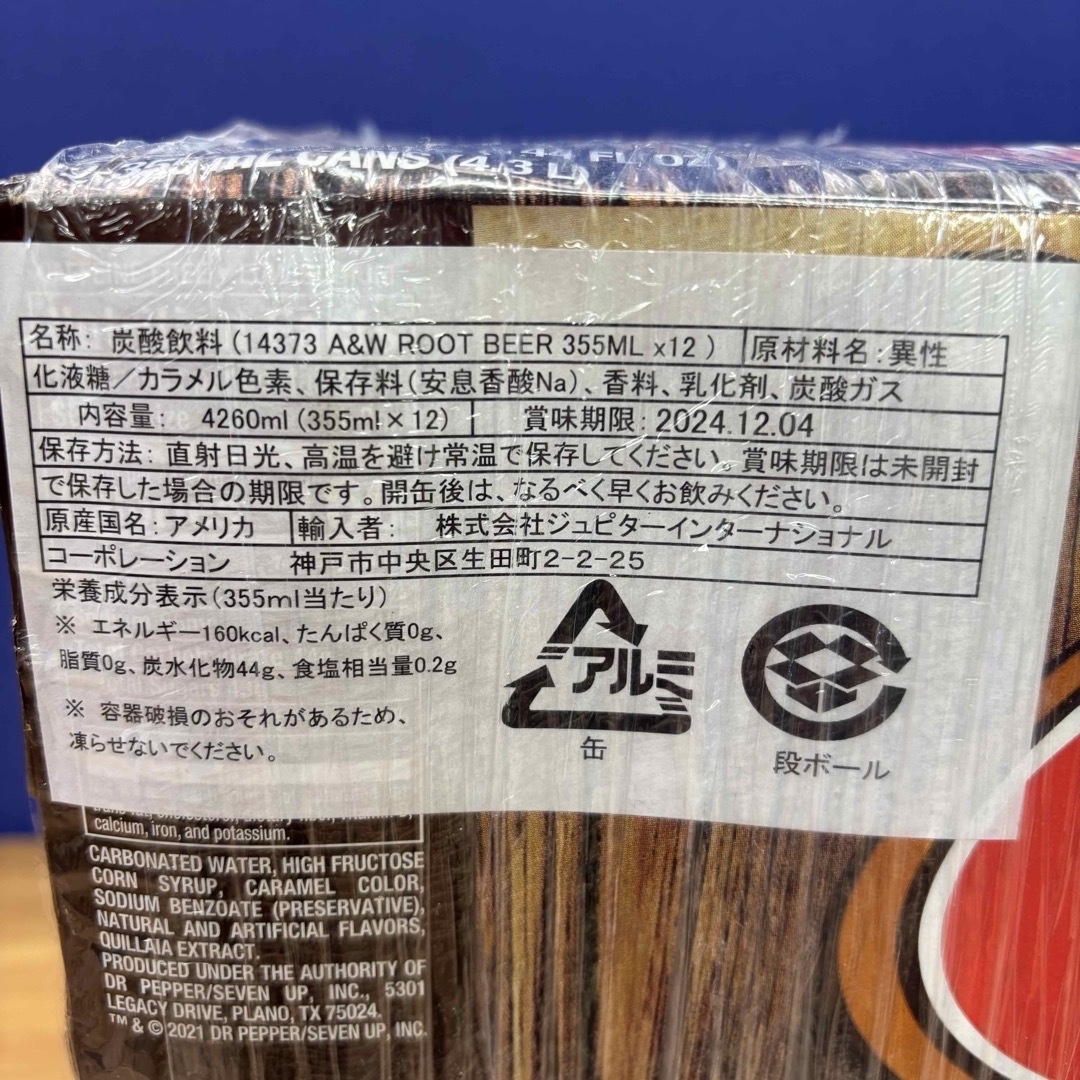 355 mL CANS (4.3 L)
名称: 炭酸飲料 (14373 A&W ROOT BEER 355ML x12 ) 原材料名: 異性
化液糖/カラメル色素、保存料(安息香酸Na)、香料、乳化剤、炭酸ガス
内容量: 4260ml (355ml×12) 賞味期限: 2024.12.04
保存方法: 直射日光、高温を避け常温で保存してください。賞味期限は未開封
で保存した場合の期限です。開缶後は、なるべく早くお飲みください。
原産国名: アメリカ 輸入者: 株式会社ジュピターインターナショナル
コーポレーション 神戸市中央区生田町2-2-25
栄養成分表示(355ml当たり)
※ エネルギー160kcal、たんぱく質0g、
脂質0g、炭水化物44g、食塩相当量0.2g
※ 容器破損のおそれがあるため、
凍らせないでください。
アルミ
缶
段ボール
calcium, iron, and potassium.
CARBONATED WATER, HIGH FRUCTOSE
CORN SYRUP, CARAMEL COLOR,
SODIUM BENZOATE (PRESERVATIVE),
NATURAL AND ARTIFICIAL FLAVORS,
QUILLAIA EXTRACT.
PRODUCED UNDER THE AUTHORITY OF
DR PEPPER/SEVEN UP, INC., 5301
LEGACY DRIVE, PLANO, TX 75024.
™ & © 2021 DR PEPPER/SEVEN UP, INC.